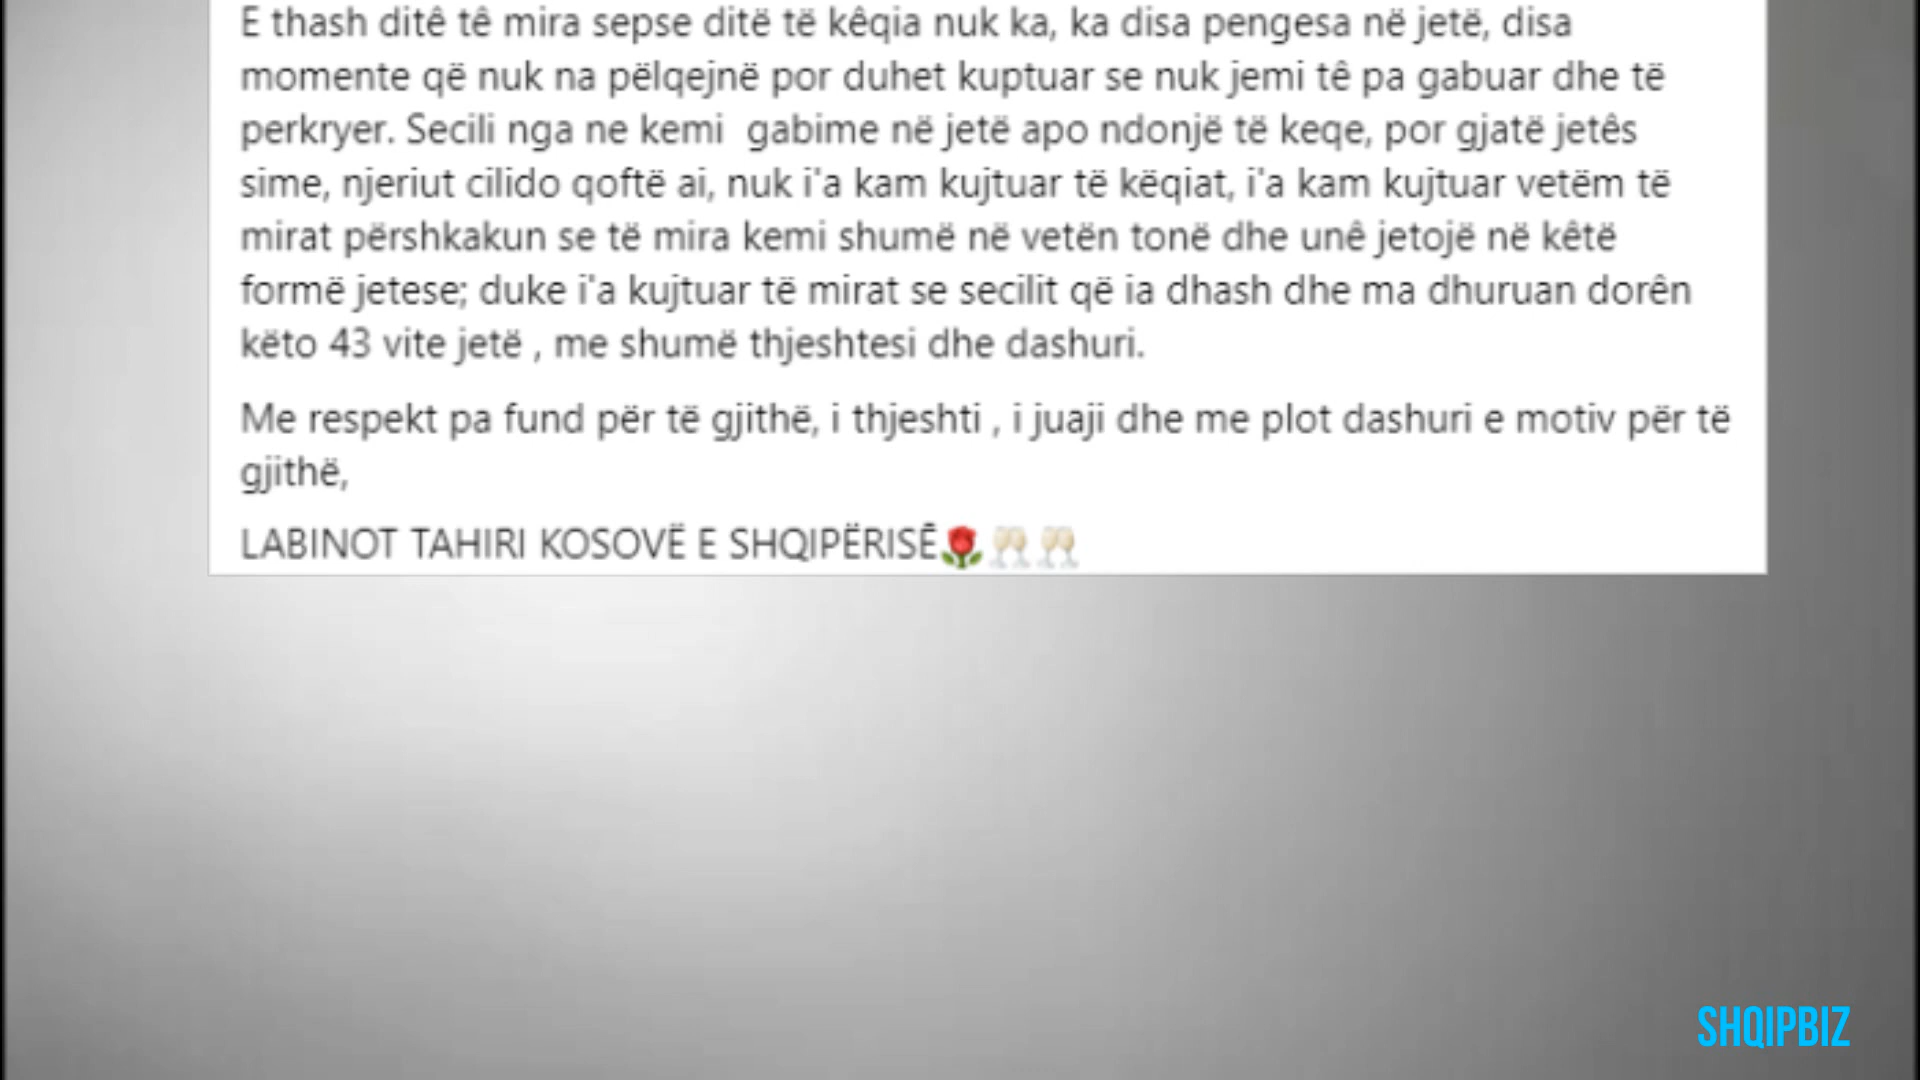 E thash ditê tê mira sepse ditë të kêqia nuk ka, ka disa pengesa në jetë, disa
momente që nuk na pëlqejnë por duhet kuptuar se nuk jemi tê pa gabuar dhe të
perkryer. Secili nga ne kemi  gabime në jetë apo ndonjë të keqe, por gjatë jetês
sime, njeriut cilido qoftë ai, nuk i'a kam kujtuar të këqiat, i'a kam kujtuar vetëm të
mirat përshkakun se të mira kemi shumë në vetën tonë dhe unê jetojë në kêtë
formë jetese; duke i'a kujtuar të mirat se secilit që ia dhash dhe ma dhuruan dorên
këto 43 vite jetë , me shumë thjeshtesi dhe dashuri.
Me respekt pa fund për të gjithë, i thjeshti , i juaji dhe me plot dashuri e motiv për të
gjithë,
LABINOT TAHIRI KOSOVË E SHQIPËRISÊ🌹🥂🥂
SHQIPBIZ